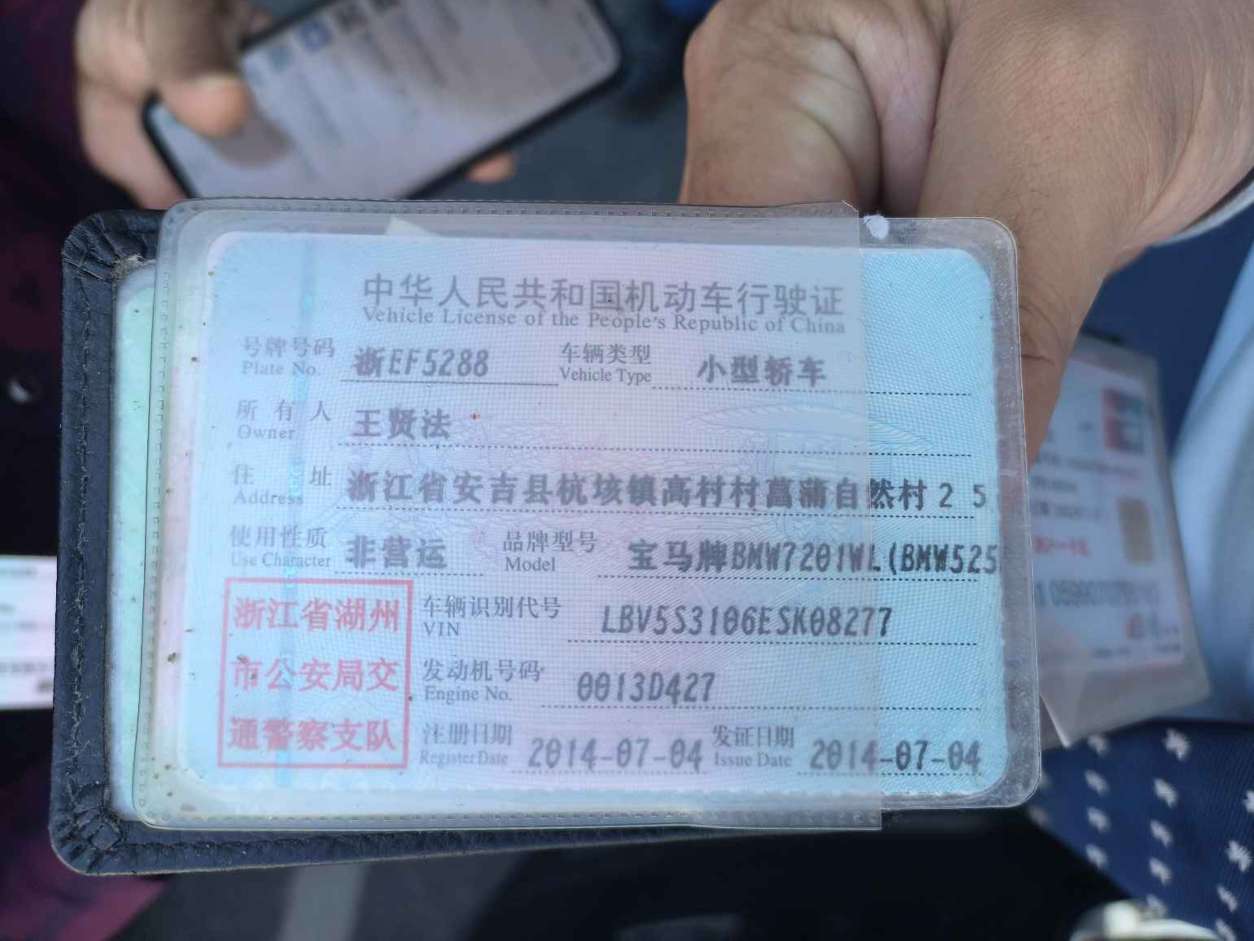 中华人民共和国机动车行驶证
Vehicle License of the People's Republic of China
号牌号码 浙EF5288 车辆类型 小型轿车
Plate No. Vehicle Type
所有人 王贤法
Owner
住址 浙江省安吉县杭垓镇高村村菖蒲自然村25
Address
使用性质 非营运 品牌型号 宝马牌BMW7201WL(BMW525
Use Character Model
浙江省湖州
市公安局交
通警察支队
车辆识别代号 LBV5S3106ESK08277
VIN
发动机号码 0013D427
Engine No.
注册日期 2014-07-04 发证日期 2014-07-04
Register Date Issue Date